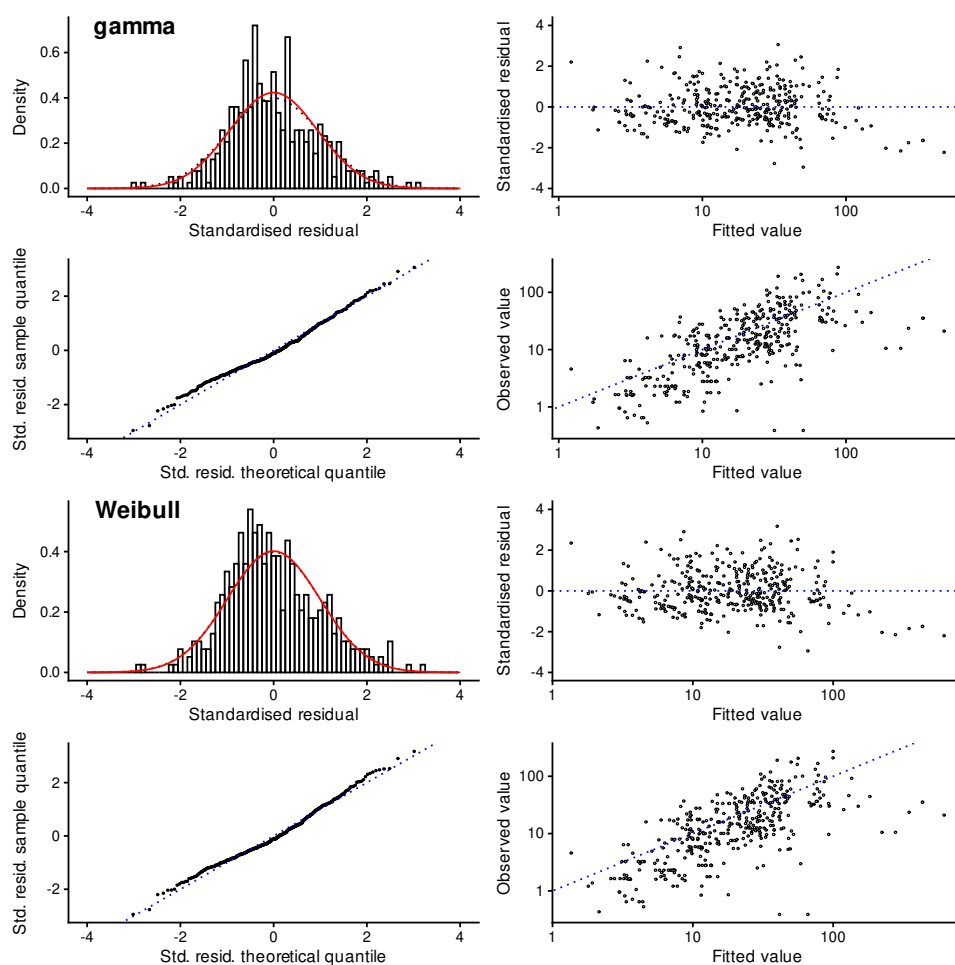 gamma
Density
0.6
0.4
0.2
0.0
-4 -2 0 2 4
Standardised residual
Standardised residual
4
2
0
-2
-4
1 10 100
Fitted value
Std. resid. sample quantile
2
0
-2
-4 -2 0 2 4
Std. resid. theoretical quantile
Observed value
100
10
1
1 10 100
Fitted value
Weibull
Density
0.4
0.2
0.0
-4 -2 0 2 4
Standardised residual
Standardised residual
4
2
0
-2
-4
1 10 100
Fitted value
Std. resid. sample quantile
2
0
-2
-4 -2 0 2 4
Std. resid. theoretical quantile
Observed value
100
10
1
1 10 100
Fitted value